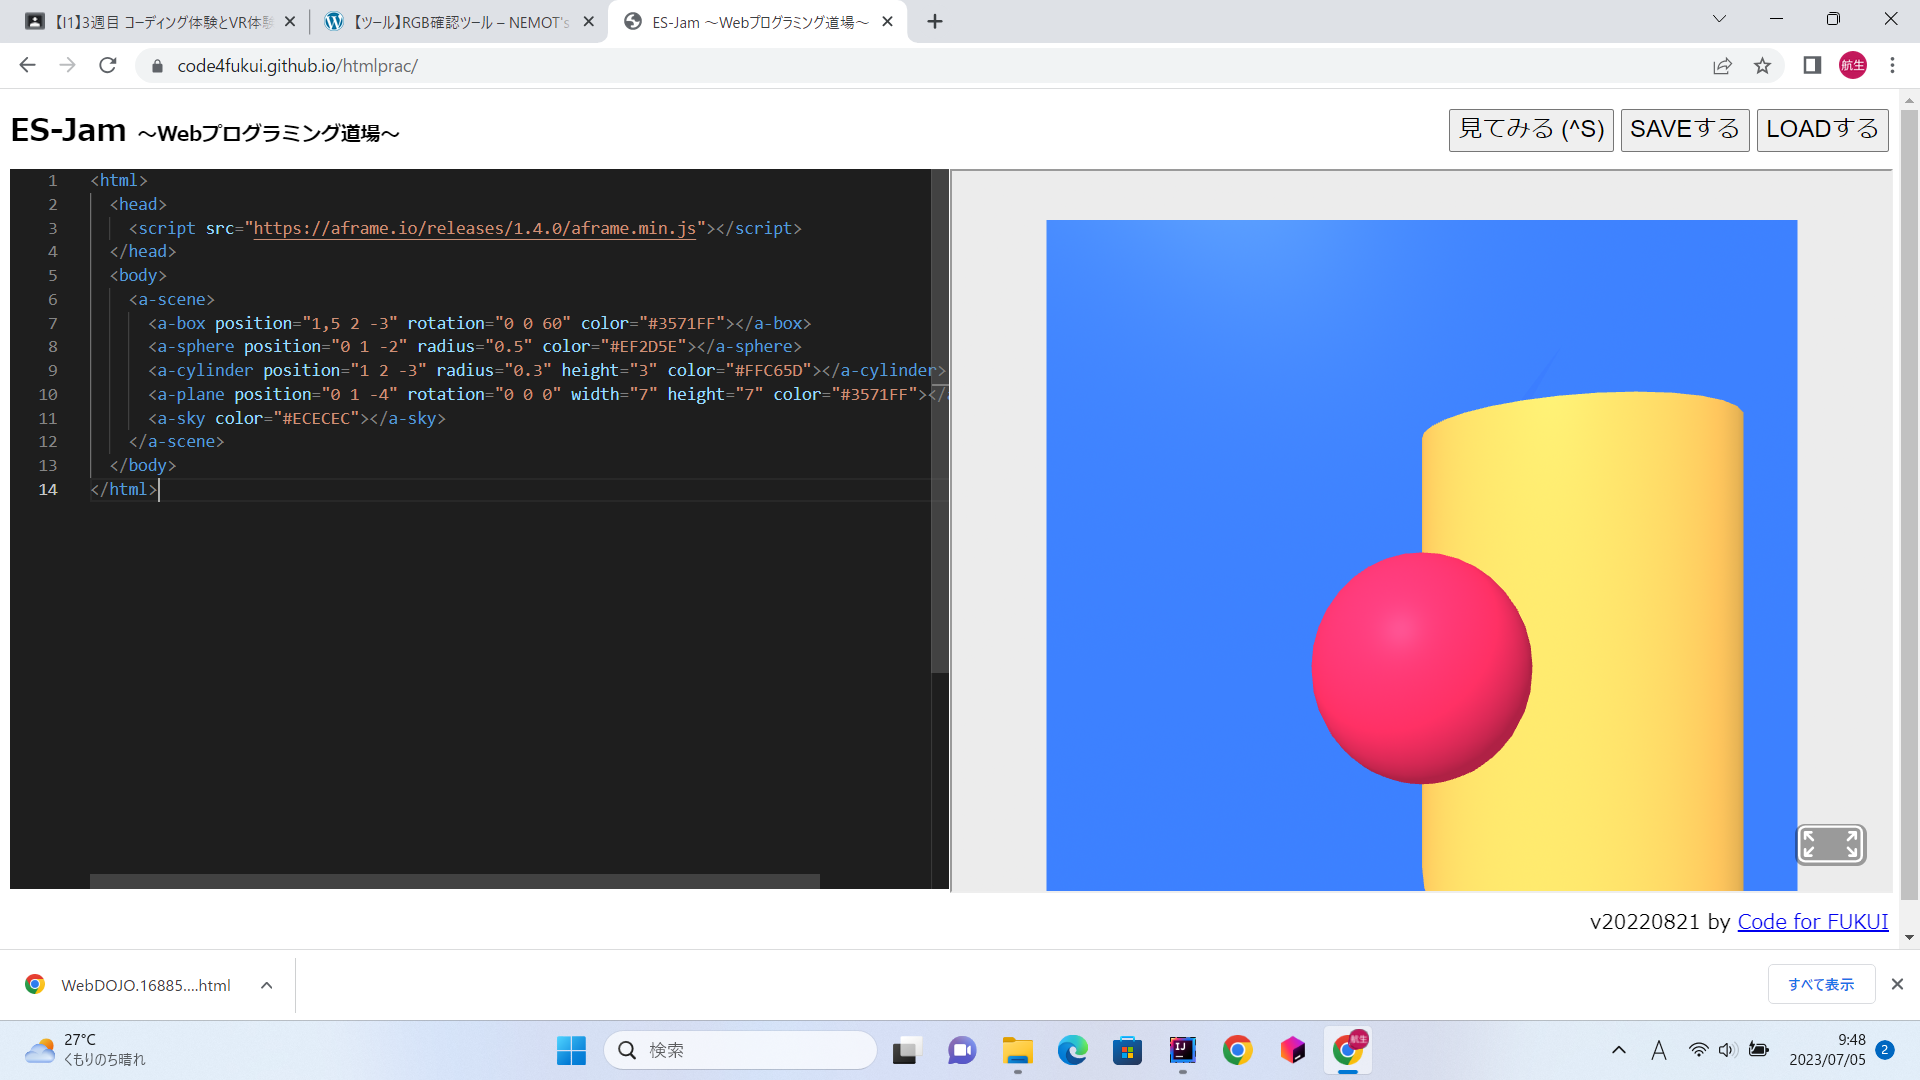 【I1】3週目 コーディング体験とVR体験
【ツール】RGB確認ツール – NEMOT's
ES-Jam 〜Webプログラミング道場〜
code4fukui.github.io/htmlprac/
航生
ES-Jam 〜Webプログラミング道場〜
見てみる (^S)
SAVEする
LOADする
1 <html>
2 <head>
3 <script src="https://aframe.io/releases/1.4.0/aframe.min.js"></script>
4 </head>
5 <body>
6 <a-scene>
7 <a-box position="1,5 2 -3" rotation="0 0 60" color="#3571FF"></a-box>
8 <a-sphere position="0 1 -2" radius="0.5" color="#EF2D5E"></a-sphere>
9 <a-cylinder position="1 2 -3" radius="0.3" height="3" color="#FFC65D"></a-cylinder>
10 <a-plane position="0 1 -4" rotation="0 0 0" width="7" height="7" color="#3571FF"></
11 <a-sky color="#ECECEC"></a-sky>
12 </a-scene>
13 </body>
14 </html>
v20220821 by Code for FUKUI
WebDOJO.16885....html
すべて表示
27°C
くもりのち晴れ
検索
IJ
航生
A
9:48
2023/07/05
2